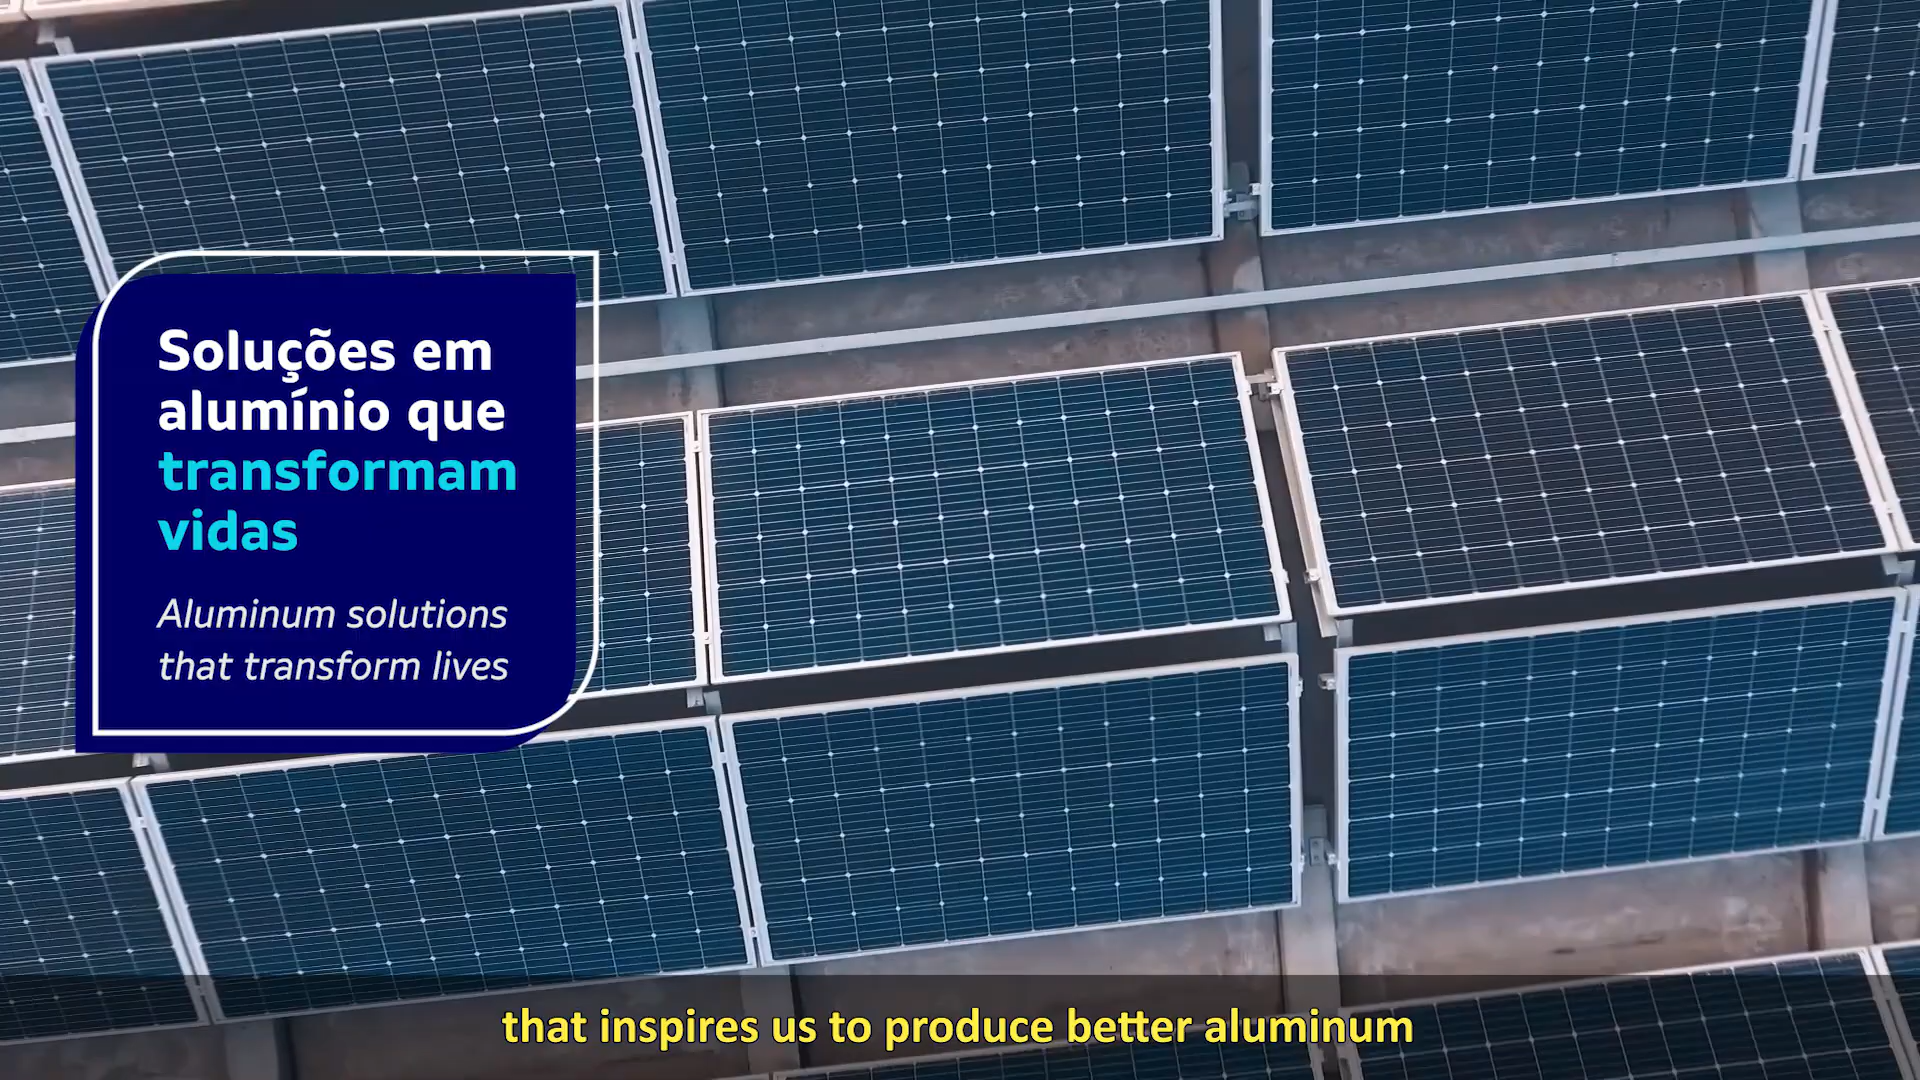 Soluções em
alumínio que
transformam
vidas
Aluminum solutions
that transform lives
that inspires us to produce better aluminum